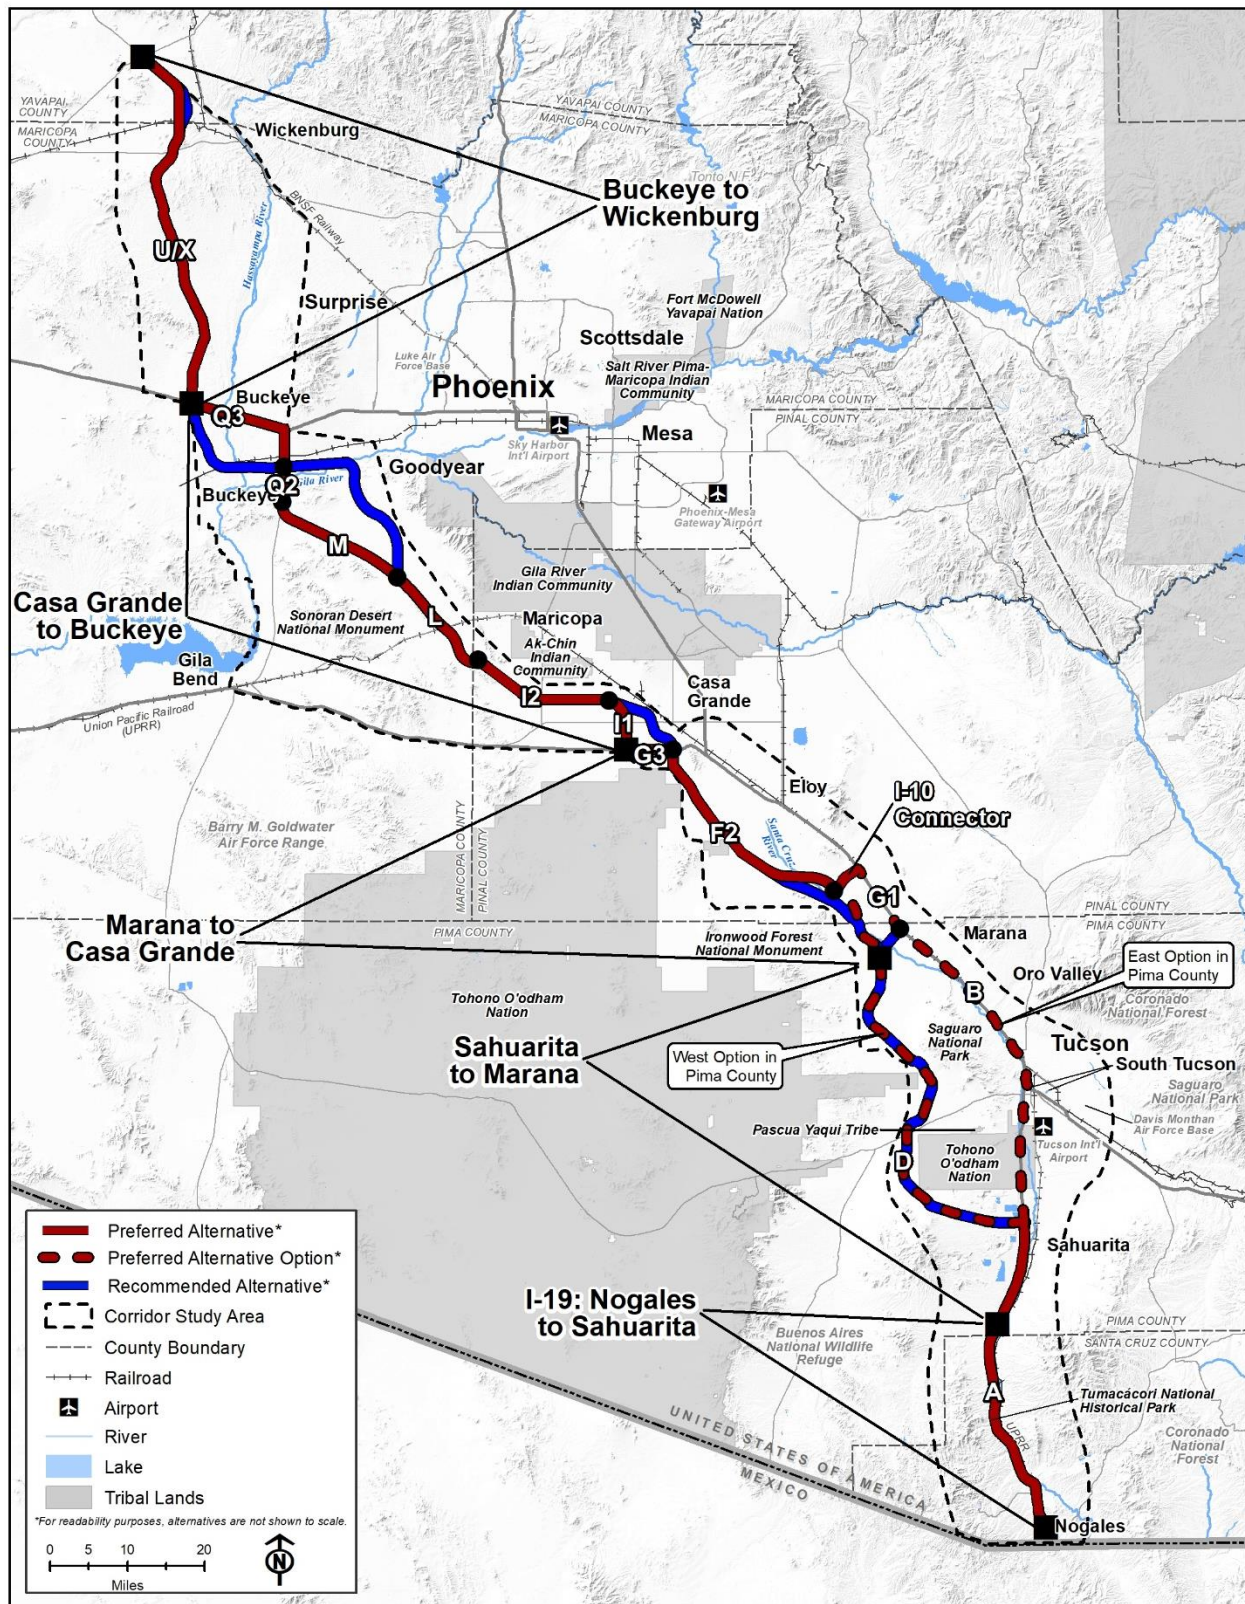 YAVAPAI COUNTY
MARICOPA COUNTY
YAVAPAI
COUNTY
MARICOPA
COUNTY
Wickenburg
Tonto N.F.
Buckeye to
Wickenburg
BNSF Railway
Hassayampa River
U/X
Surprise
Fort McDowell
Yavapai Nation
Scottsdale
Luke Air
Force Base
Salt River Pima-
Maricopa Indian
Community
Phoenix
Buckeye
Q3
MARICOPA COUNTY
PINAL COUNTY
Mesa
Sky Harbor
Int'l Airport
Goodyear
Gila River
Buckeye
Q2
Phoenix-Mesa
Gateway Airport
M
Gila River
Indian Community
Casa Grande
to Buckeye
Sonoran Desert
National Monument
L
Maricopa
Ak-Chin
Indian
Community
Gila
Bend
Casa
Grande
I2
Union Pacific Railroad
(UPRR)
I1
G3
Eloy
I-10
Connector
Barry M. Goldwater
Air Force Range
MARICOPA COUNTY
PINAL COUNTY
F2
Santa Cruz
River
G1
PINAL COUNTY
PIMA COUNTY
PIMA COUNTY
Marana to
Casa Grande
Ironwood Forest
National Monument
Marana
East Option in
Pima County
Oro Valley
B
Coronado
National Forest
Tohono O'odham
Nation
Saguaro
National
Park
Tucson
Sahuarita
to Marana
West Option in
Pima County
South Tucson
Saguaro
National Park
Davis Monthan
Air Force Base
Pascua Yaqui Tribe
Tucson Int'l
Airport
D
Tohono
O'odham
Nation
Sahuarita
I-19: Nogales
to Sahuarita
PIMA COUNTY
SANTA CRUZ COUNTY
Buenos Aires
National Wildlife
Refuge
A
Tumacácori National
Historical Park
UPRR
Coronado
National
Forest
UNITED STATES OF AMERICA
MEXICO
Nogales
Preferred Alternative*
Preferred Alternative Option*
Recommended Alternative*
Corridor Study Area
County Boundary
Railroad
Airport
River
Lake
Tribal Lands
*For readability purposes, alternatives are not shown to scale.
0 5 10 20
Miles
N